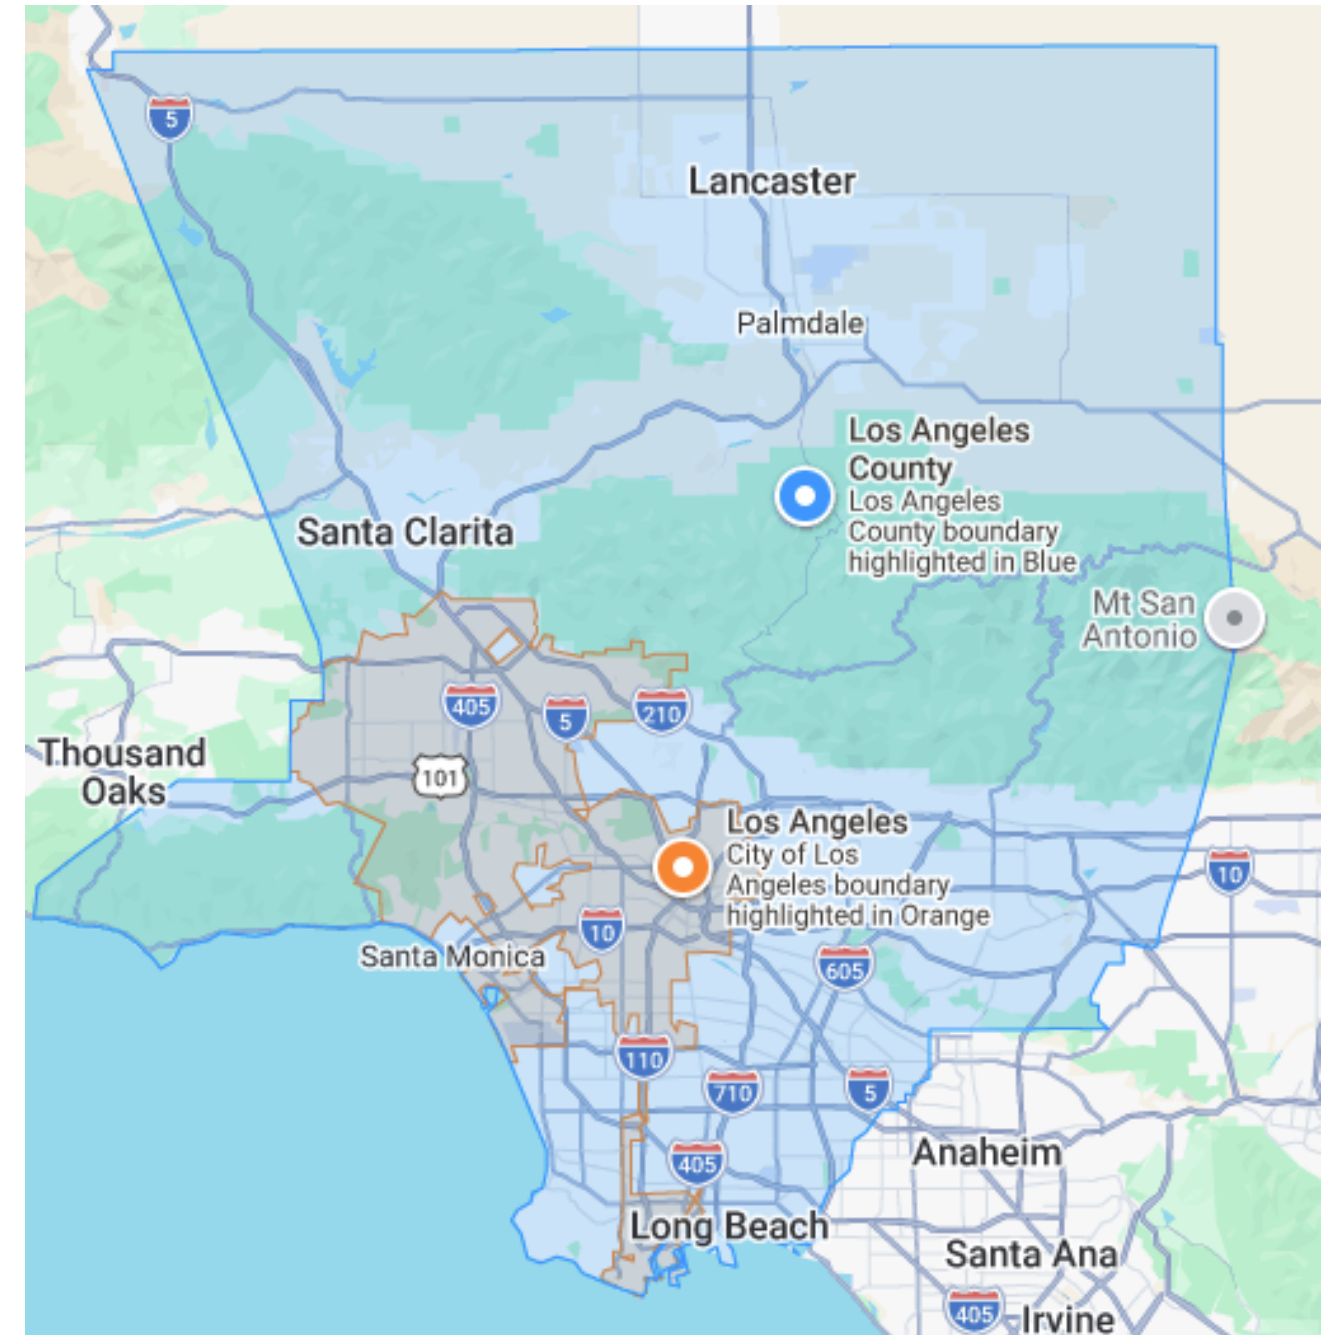 5
Lancaster
Palmdale
Los Angeles
County
Los Angeles
County boundary
highlighted in Blue
Santa Clarita
Mt San
Antonio
405
5
210
Thousand
Oaks
101
Los Angeles
City of Los
Angeles boundary
highlighted in Orange
10
10
Santa Monica
605
110
710
5
405
Anaheim
Long Beach
Santa Ana
405
Irvine